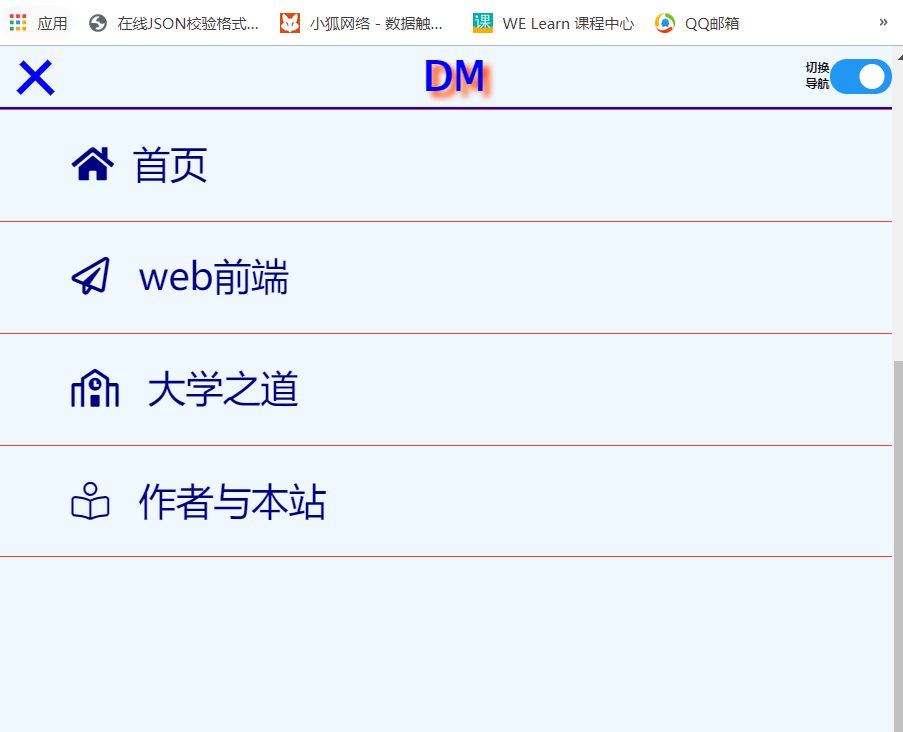 应用 在线JSON校验格式... 小狐网络 - 数据触... 课 WE Learn 课程中心 QQ邮箱 »
DM 切换
导航
首页
web前端
大学之道
作者与本站